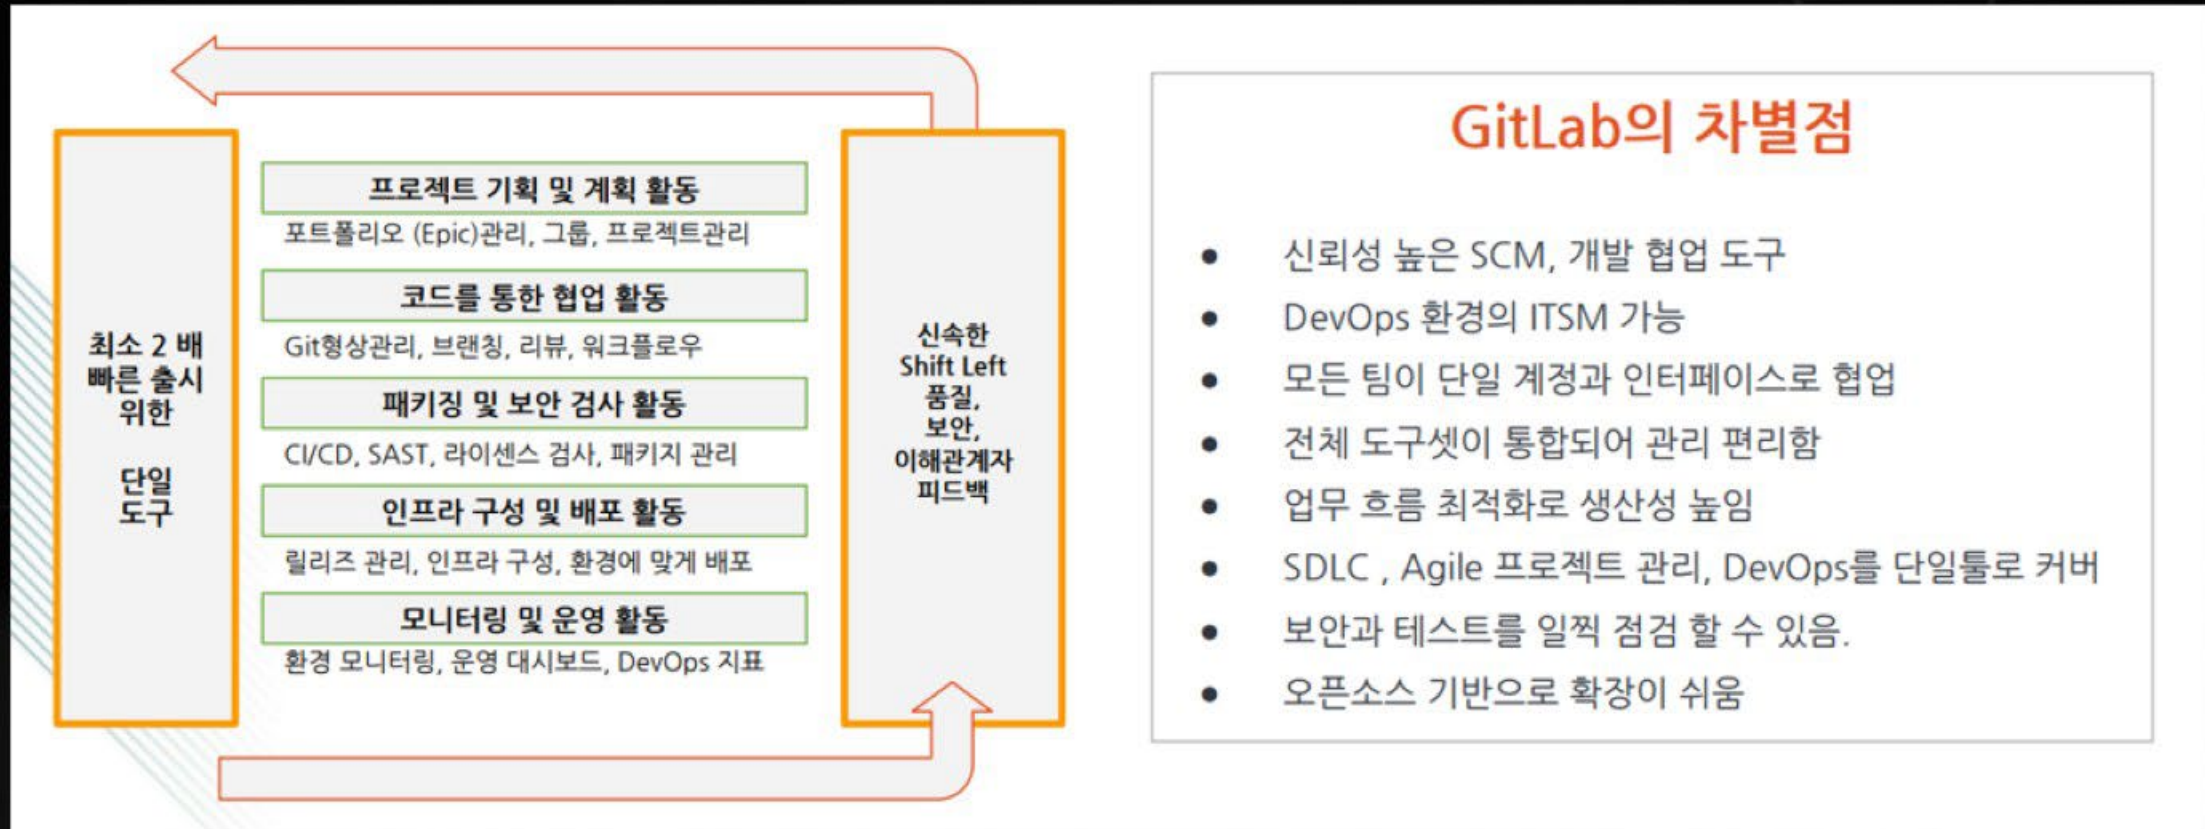 최소 2 배
빠른 출시
위한
단일
도구
프로젝트 기획 및 계획 활동
포트폴리오 (Epic)관리, 그룹, 프로젝트관리
코드를 통한 협업 활동
Git형상관리, 브랜칭, 리뷰, 워크플로우
패키징 및 보안 검사 활동
CI/CD, SAST, 라이센스 검사, 패키지 관리
인프라 구성 및 배포 활동
릴리즈 관리, 인프라 구성, 환경에 맞게 배포
모니터링 및 운영 활동
환경 모니터링, 운영 대시보드, DevOps 지표
신속한
Shift Left
품질,
보안,
이해관계자
피드백
GitLab의 차별점
● 신뢰성 높은 SCM, 개발 협업 도구
● DevOps 환경의 ITSM 가능
● 모든 팀이 단일 계정과 인터페이스로 협업
● 전체 도구셋이 통합되어 관리 편리함
● 업무 흐름 최적화로 생산성 높임
● SDLC , Agile 프로젝트 관리, DevOps를 단일툴로 커버
● 보안과 테스트를 일찍 점검 할 수 있음.
● 오픈소스 기반으로 확장이 쉬움